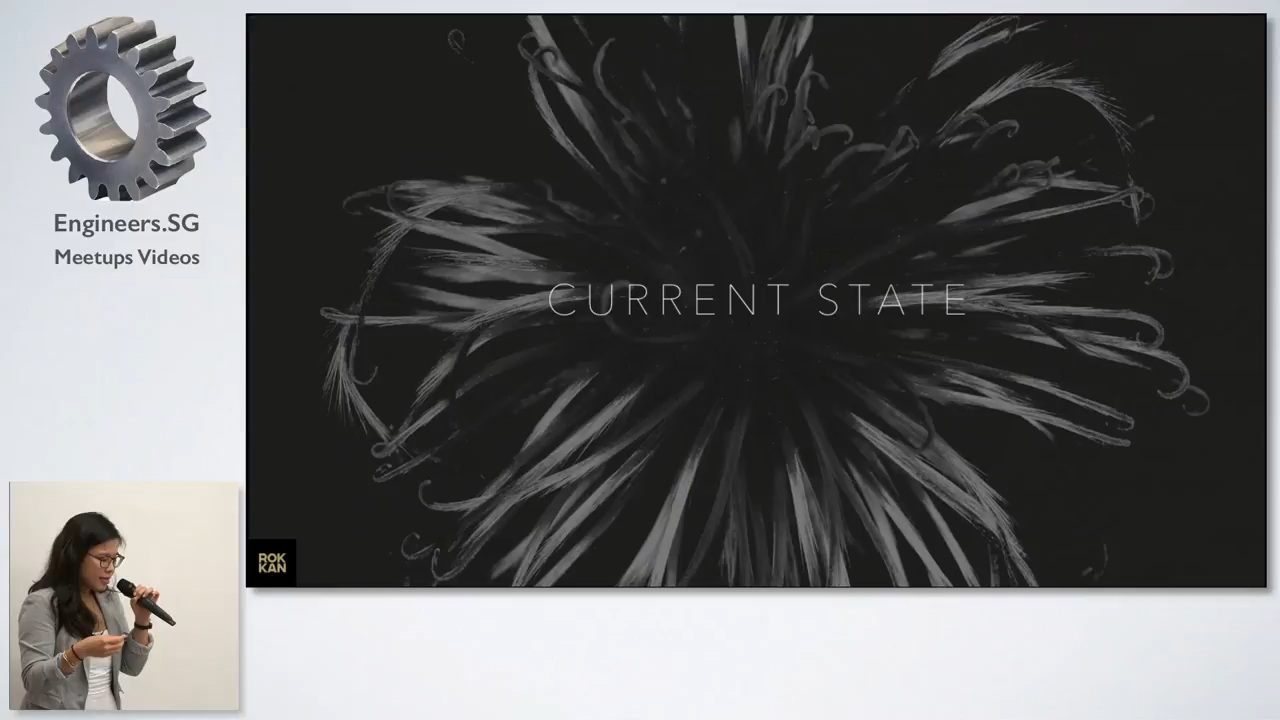 Engineers.SG
Meetups Videos
CURRENT STATE
ROK
KAN